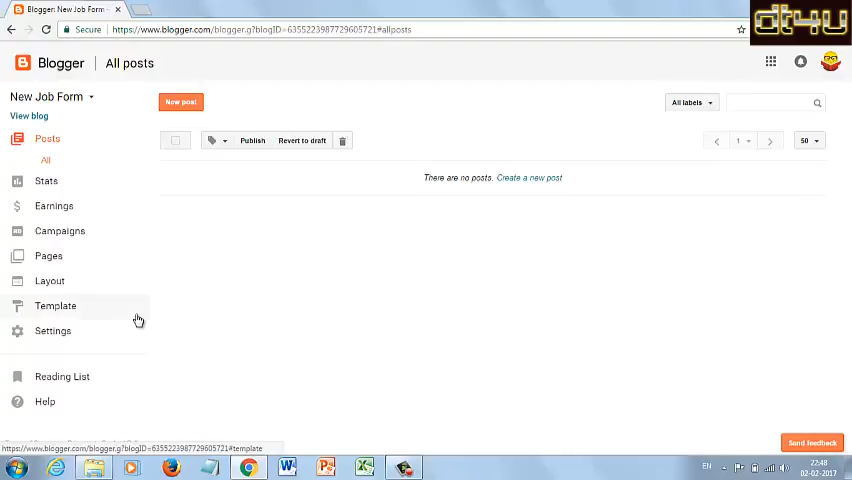 Blogger: New Job Form -
DT4U
Secure https://www.blogger.com/blogger.g?blogID=6355223987729605721#allposts
Blogger All posts
New Job Form
View blog
New post
All labels
Posts
Publish Revert to draft 1 50
All
There are no posts. Create a new post
Stats
Earnings
Campaigns
Pages
Layout
Template
Settings
Reading List
Help
Send feedback
https://www.blogger.com/blogger.g?blogID=6355223987729605721#template
EN 22:48
02-02-2017